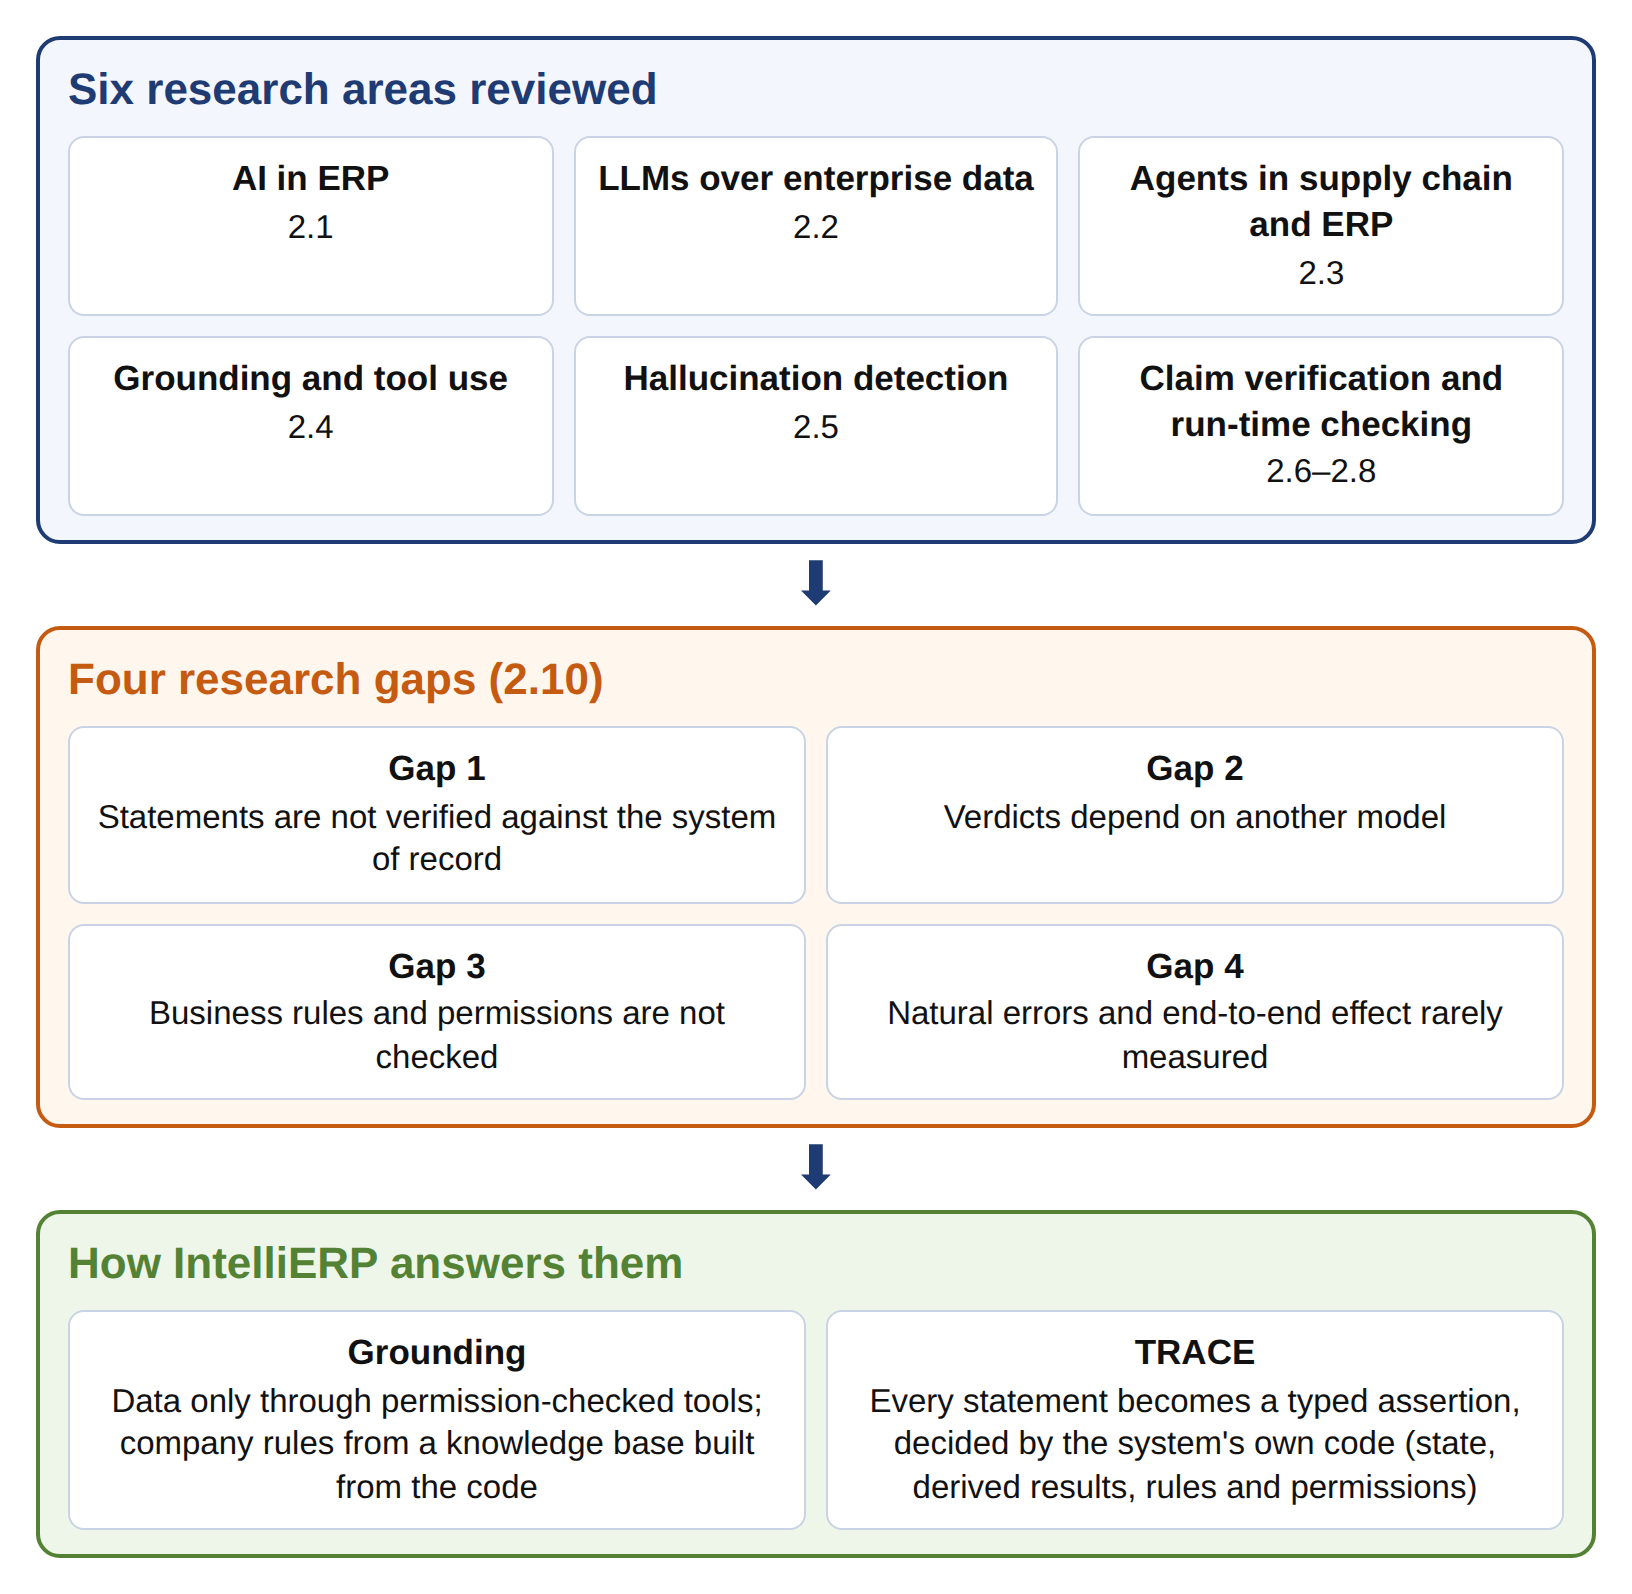 Six research areas reviewed
AI in ERP
2.1
LLMs over enterprise data
2.2
Agents in supply chain
and ERP
2.3
Grounding and tool use
2.4
Hallucination detection
2.5
Claim verification and
run-time checking
2.6–2.8
Four research gaps (2.10)
Gap 1
Statements are not verified against the system
of record
Gap 2
Verdicts depend on another model
Gap 3
Business rules and permissions are not
checked
Gap 4
Natural errors and end-to-end effect rarely
measured
How IntelliERP answers them
Grounding
Data only through permission-checked tools;
company rules from a knowledge base built
from the code
TRACE
Every statement becomes a typed assertion,
decided by the system's own code (state,
derived results, rules and permissions)